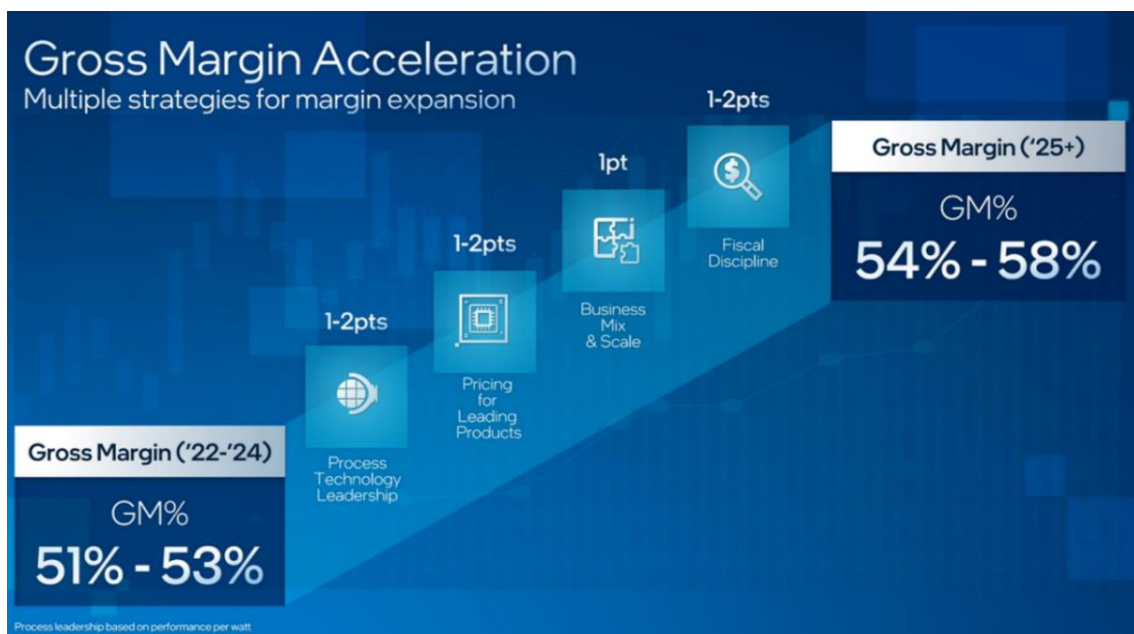 Gross Margin Acceleration
Multiple strategies for margin expansion
1-2pts
1pt
Gross Margin ('25+)
GM%
54% - 58%
Fiscal
Discipline
1-2pts
Business
Mix
& Scale
1-2pts
Pricing
for
Leading
Products
Process
Technology
Leadership
Gross Margin ('22-'24)
GM%
51% - 53%
Process leadership based on performance per watt